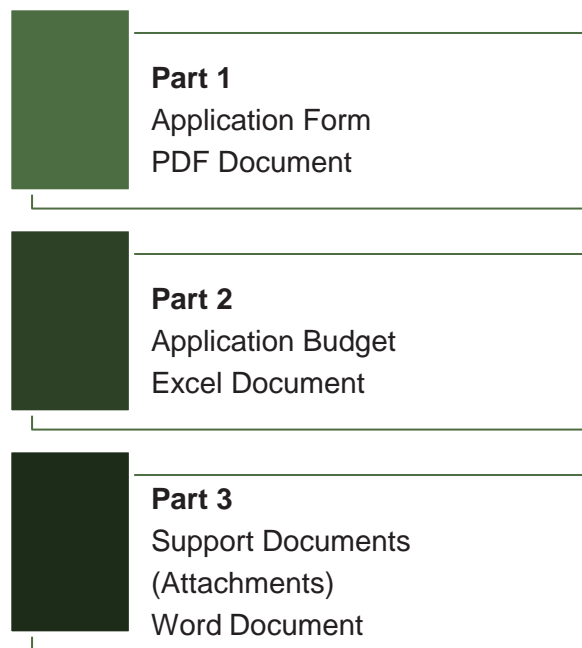 Part 1
Application Form
PDF Document
Part 2
Application Budget
Excel Document
Part 3
Support Documents
(Attachments)
Word Document